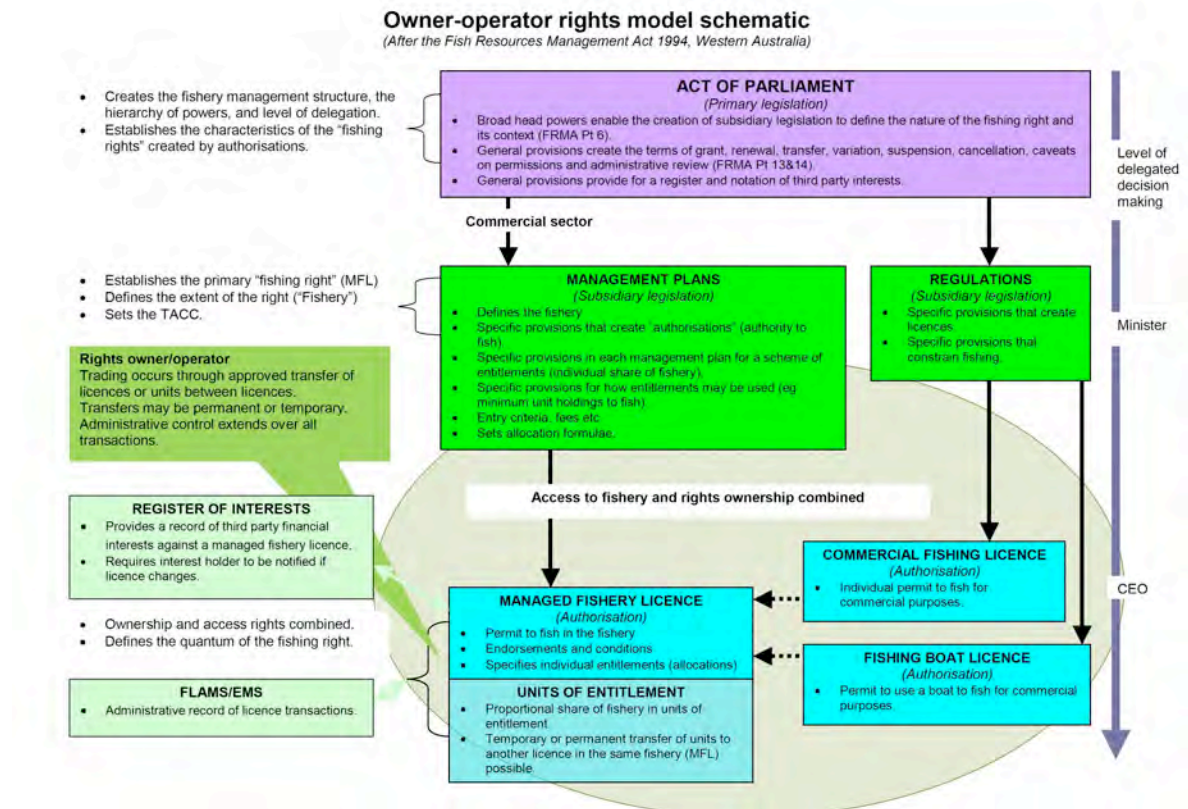 Owner-operator rights model schematic
(After the Fish Resources Management Act 1994, Western Australia)
• Creates the fishery management structure, the
hierarchy of powers, and level of delegation.
• Establishes the characteristics of the “fishing
rights” created by authorisations.
ACT OF PARLIAMENT
(Primary legislation)
• Broad head powers enable the creation of subsidiary legislation to define the nature of the fishing right and
its context (FRMA Pt 6).
• General provisions create the terms of grant, renewal, transfer, variation, suspension, cancellation, caveats
on permissions and administrative review (FRMA Pt 13&14).
• General provisions provide for a register and notation of third party interests.
Level of
delegated
decision
making
Commercial sector
• Establishes the primary “fishing right” (MFL)
• Defines the extent of the right (“Fishery”)
• Sets the TACC.
MANAGEMENT PLANS
(Subsidiary legislation)
• Defines the fishery
• Specific provisions that create “authorisations” (authority to
fish).
• Specific provisions in each management plan for a scheme of
entitlements (individual share of fishery).
• Specific provisions for how entitlements may be used (eg
minimum unit holdings to fish).
• Entry criteria, fees etc
• Sets allocation formulae.
REGULATIONS
(Subsidiary legislation)
• Specific provisions that create
licences.
• Specific provisions that
constrain fishing.
Minister
Rights owner/operator
Trading occurs through approved transfer of
licences or units between licences.
Transfers may be permanent or temporary.
Administrative control extends over all
transactions.
Access to fishery and rights ownership combined
REGISTER OF INTERESTS
• Provides a record of third party financial
interests against a managed fishery licence.
• Requires interest holder to be notified if
licence changes.
COMMERCIAL FISHING LICENCE
(Authorisation)
• Individual permit to fish for
commercial purposes.
CEO
• Ownership and access rights combined.
• Defines the quantum of the fishing right.
MANAGED FISHERY LICENCE
(Authorisation)
• Permit to fish in the fishery
• Endorsements and conditions
• Specifies individual entitlements (allocations)
FISHING BOAT LICENCE
(Authorisation)
• Permit to use a boat to fish for commercial
purposes.
FLAMS/EMS
• Administrative record of licence transactions.
UNITS OF ENTITLEMENT
• Proportional share of fishery in units of
entitlement
• Temporary or permanent transfer of units to
another licence in the same fishery (MFL)
possible